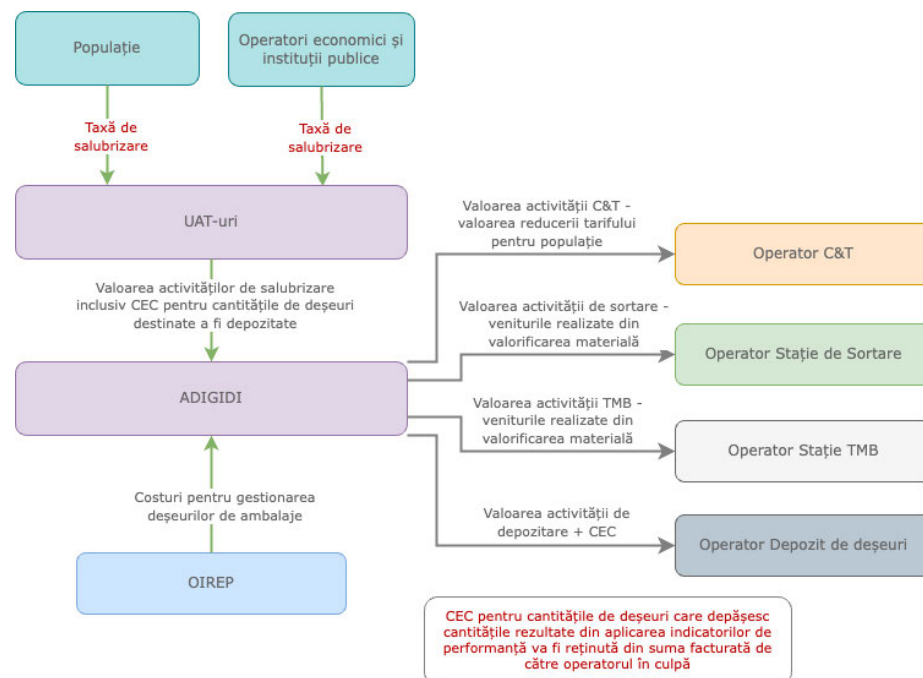 Populație
Operatori economici și
instituții publice
Taxă de
salubrizare
Taxă de
salubrizare
UAT-uri
Valoarea activităților de salubrizare
inclusiv CEC pentru cantitățile de deșeuri
destinate a fi depozitate
ADIGIDI
Costuri pentru gestionarea
deșeurilor de ambalaje
OIREP
Valoarea activității C&T -
valoarea reducerii tarifului
pentru populație
Operator C&T
Valoarea activității de sortare -
veniturile realizate din
valorificarea materială
Operator Stație de Sortare
Valoarea activității TMB -
veniturile realizate din
valorificarea materială
Operator Stație TMB
Valoarea activității de
depozitare + CEC
Operator Depozit de deșeuri
CEC pentru cantitățile de deșeuri care depășesc
cantitățile rezultate din aplicarea indicatorilor de
performanță va fi reținută din suma facturată de
către operatorul în culpă